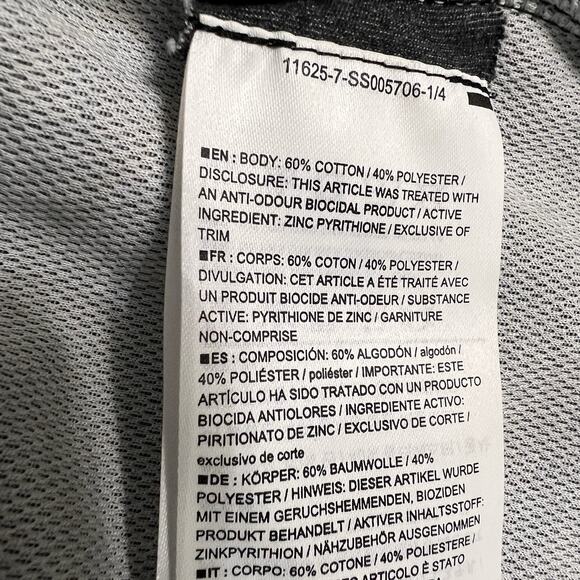 11625-7-SS005706-1/4
■EN : BODY: 60% COTTON / 40% POLYESTER /
DISCLOSURE: THIS ARTICLE WAS TREATED WITH
AN ANTI-ODOUR BIOCIDAL PRODUCT / ACTIVE
INGREDIENT: ZINC PYRITHIONE / EXCLUSIVE OF
TRIM
■FR : CORPS: 60% COTON / 40% POLYESTER /
DIVULGATION: CET ARTICLE A ÉTÉ TRAITÉ AVEC
UN PRODUIT BIOCIDE ANTI-ODEUR / SUBSTANCE
ACTIVE: PYRITHIONE DE ZINC / GARNITURE
NON-COMPRISE
■ES : COMPOSICIÓN: 60% ALGODÓN / algodón /
40% POLIÉSTER / poliéster / IMPORTANTE: ESTE
ARTÍCULO HA SIDO TRATADO CON UN PRODUCTO
BIOCIDA ANTIOLORES / INGREDIENTE ACTIVO:
PIRITIONATO DE ZINC / EXCLUSIVO DE CORTE /
exclusivo de corte
■DE : KÖRPER: 60% BAUMWOLLE / 40%
POLYESTER / HINWEIS: DIESER ARTIKEL WURDE
MIT EINEM GERUCHSHEMMENDEN, BIOZIDEN
PRODUKT BEHANDELT / AKTIVER INHALTSSTOFF:
ZINKPYRITHION / NÄHZUBEHÖR AUSGENOMMEN
■IT : CORPO: 60% COTONE / 40% POLIESTERE /
ARTICOLO È STATO